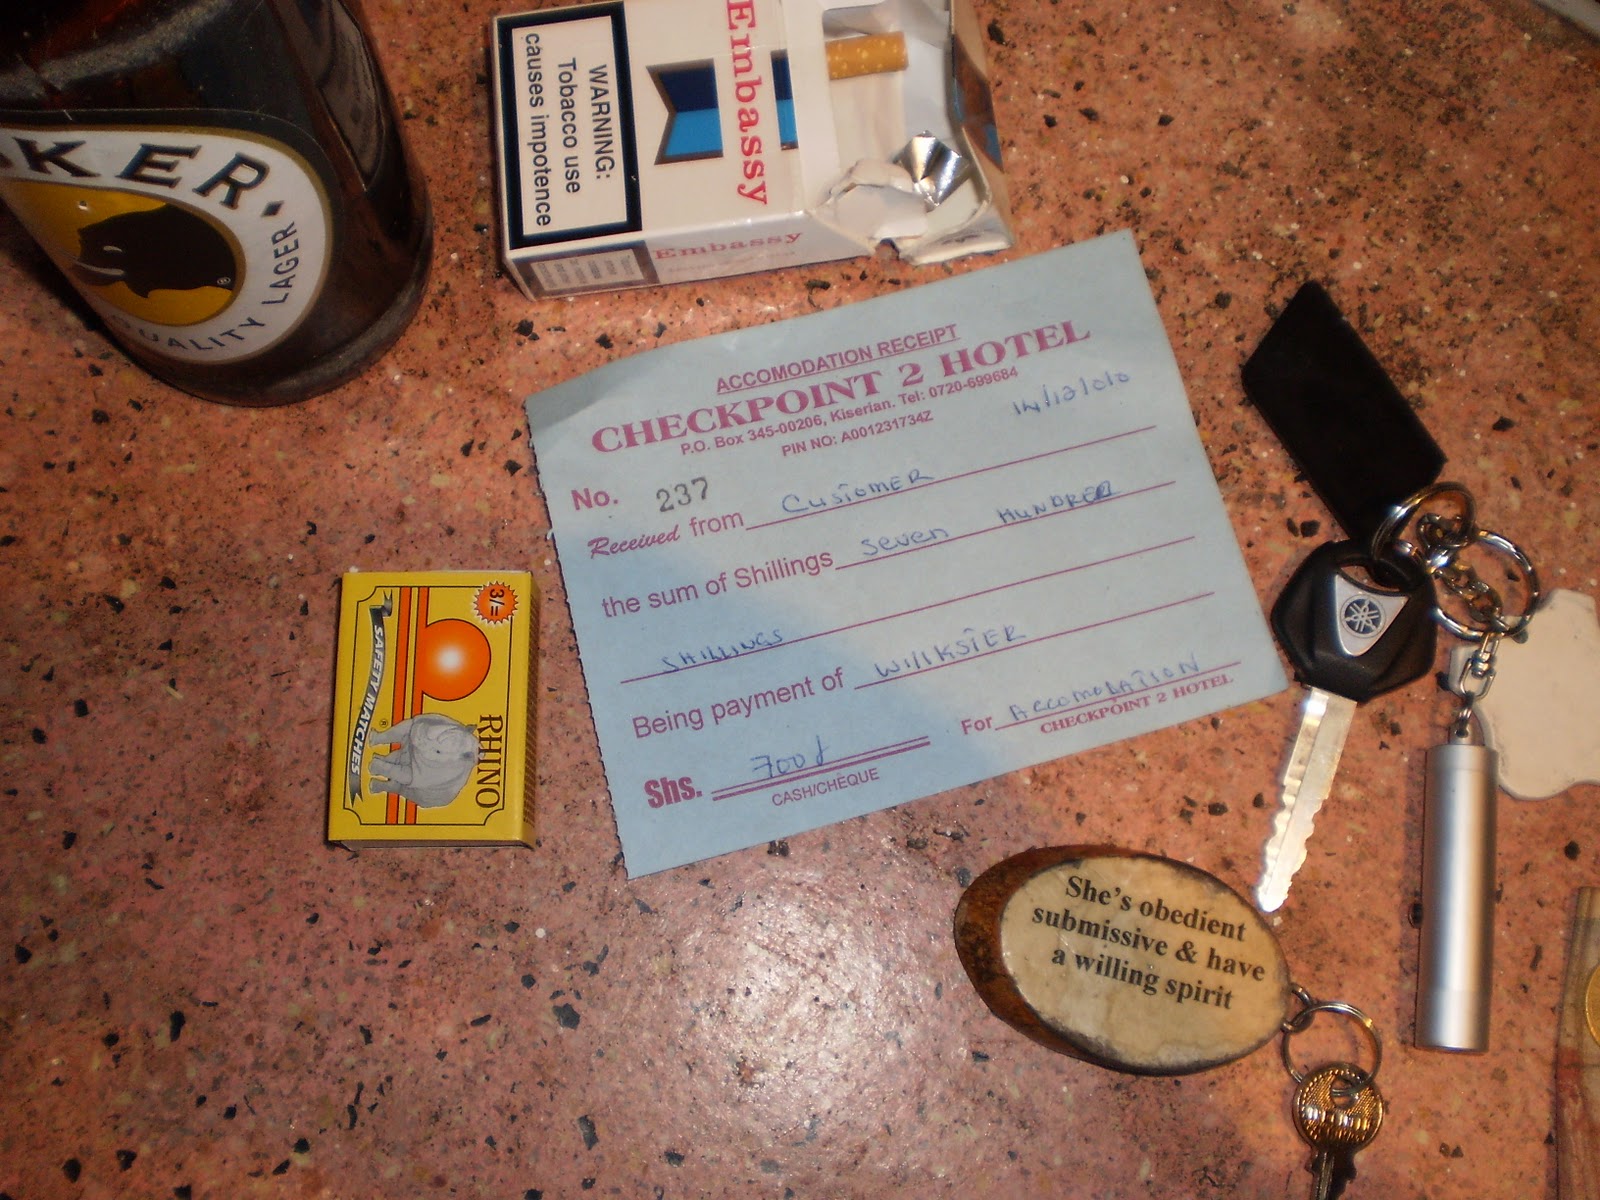 KER
QUALITY LAGER
WARNING:
Tobacco use
causes impotence
Embassy
Embassy
ACCOMODATION RECEIPT
CHECKPOINT 2 HOTEL
P.O. Box 345-00206, Kiserian. Tel: 0720-699684
PIN NO: A001231734Z
No. 237
Received from CUSTOMER
the sum of Shillings Seven HUNDRED
SHILLINGS
Being payment of
Shs. 700/
CASH/CHEQUE
For ACCOMODATION
CHECKPOINT 2 HOTEL
3/=
SAFETY MATCHES
RHINO
She's obedient
submissive & have
a willing spirit